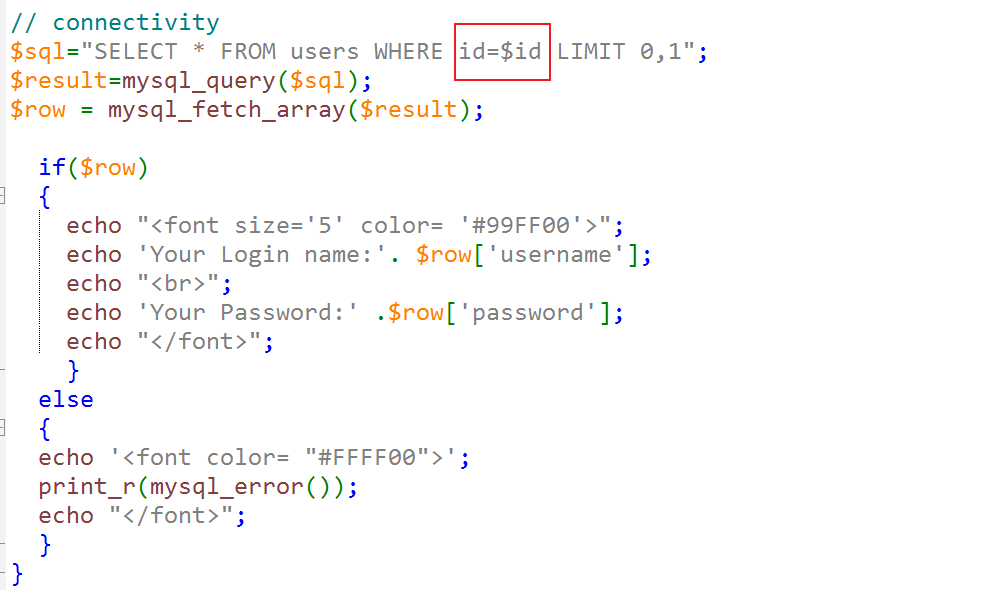 // connectivity
$sql="SELECT * FROM users WHERE id=$id LIMIT 0,1";
$result=mysql_query($sql);
$row = mysql_fetch_array($result);
if($row)
{
echo "<font size='5' color= '#99FF00'>";
echo 'Your Login name:'. $row['username'];
echo "<br>";
echo 'Your Password:' .$row['password'];
echo "</font>";
}
else
{
echo '<font color= "#FFFF00">';
print_r(mysql_error());
echo "</font>";
}
}